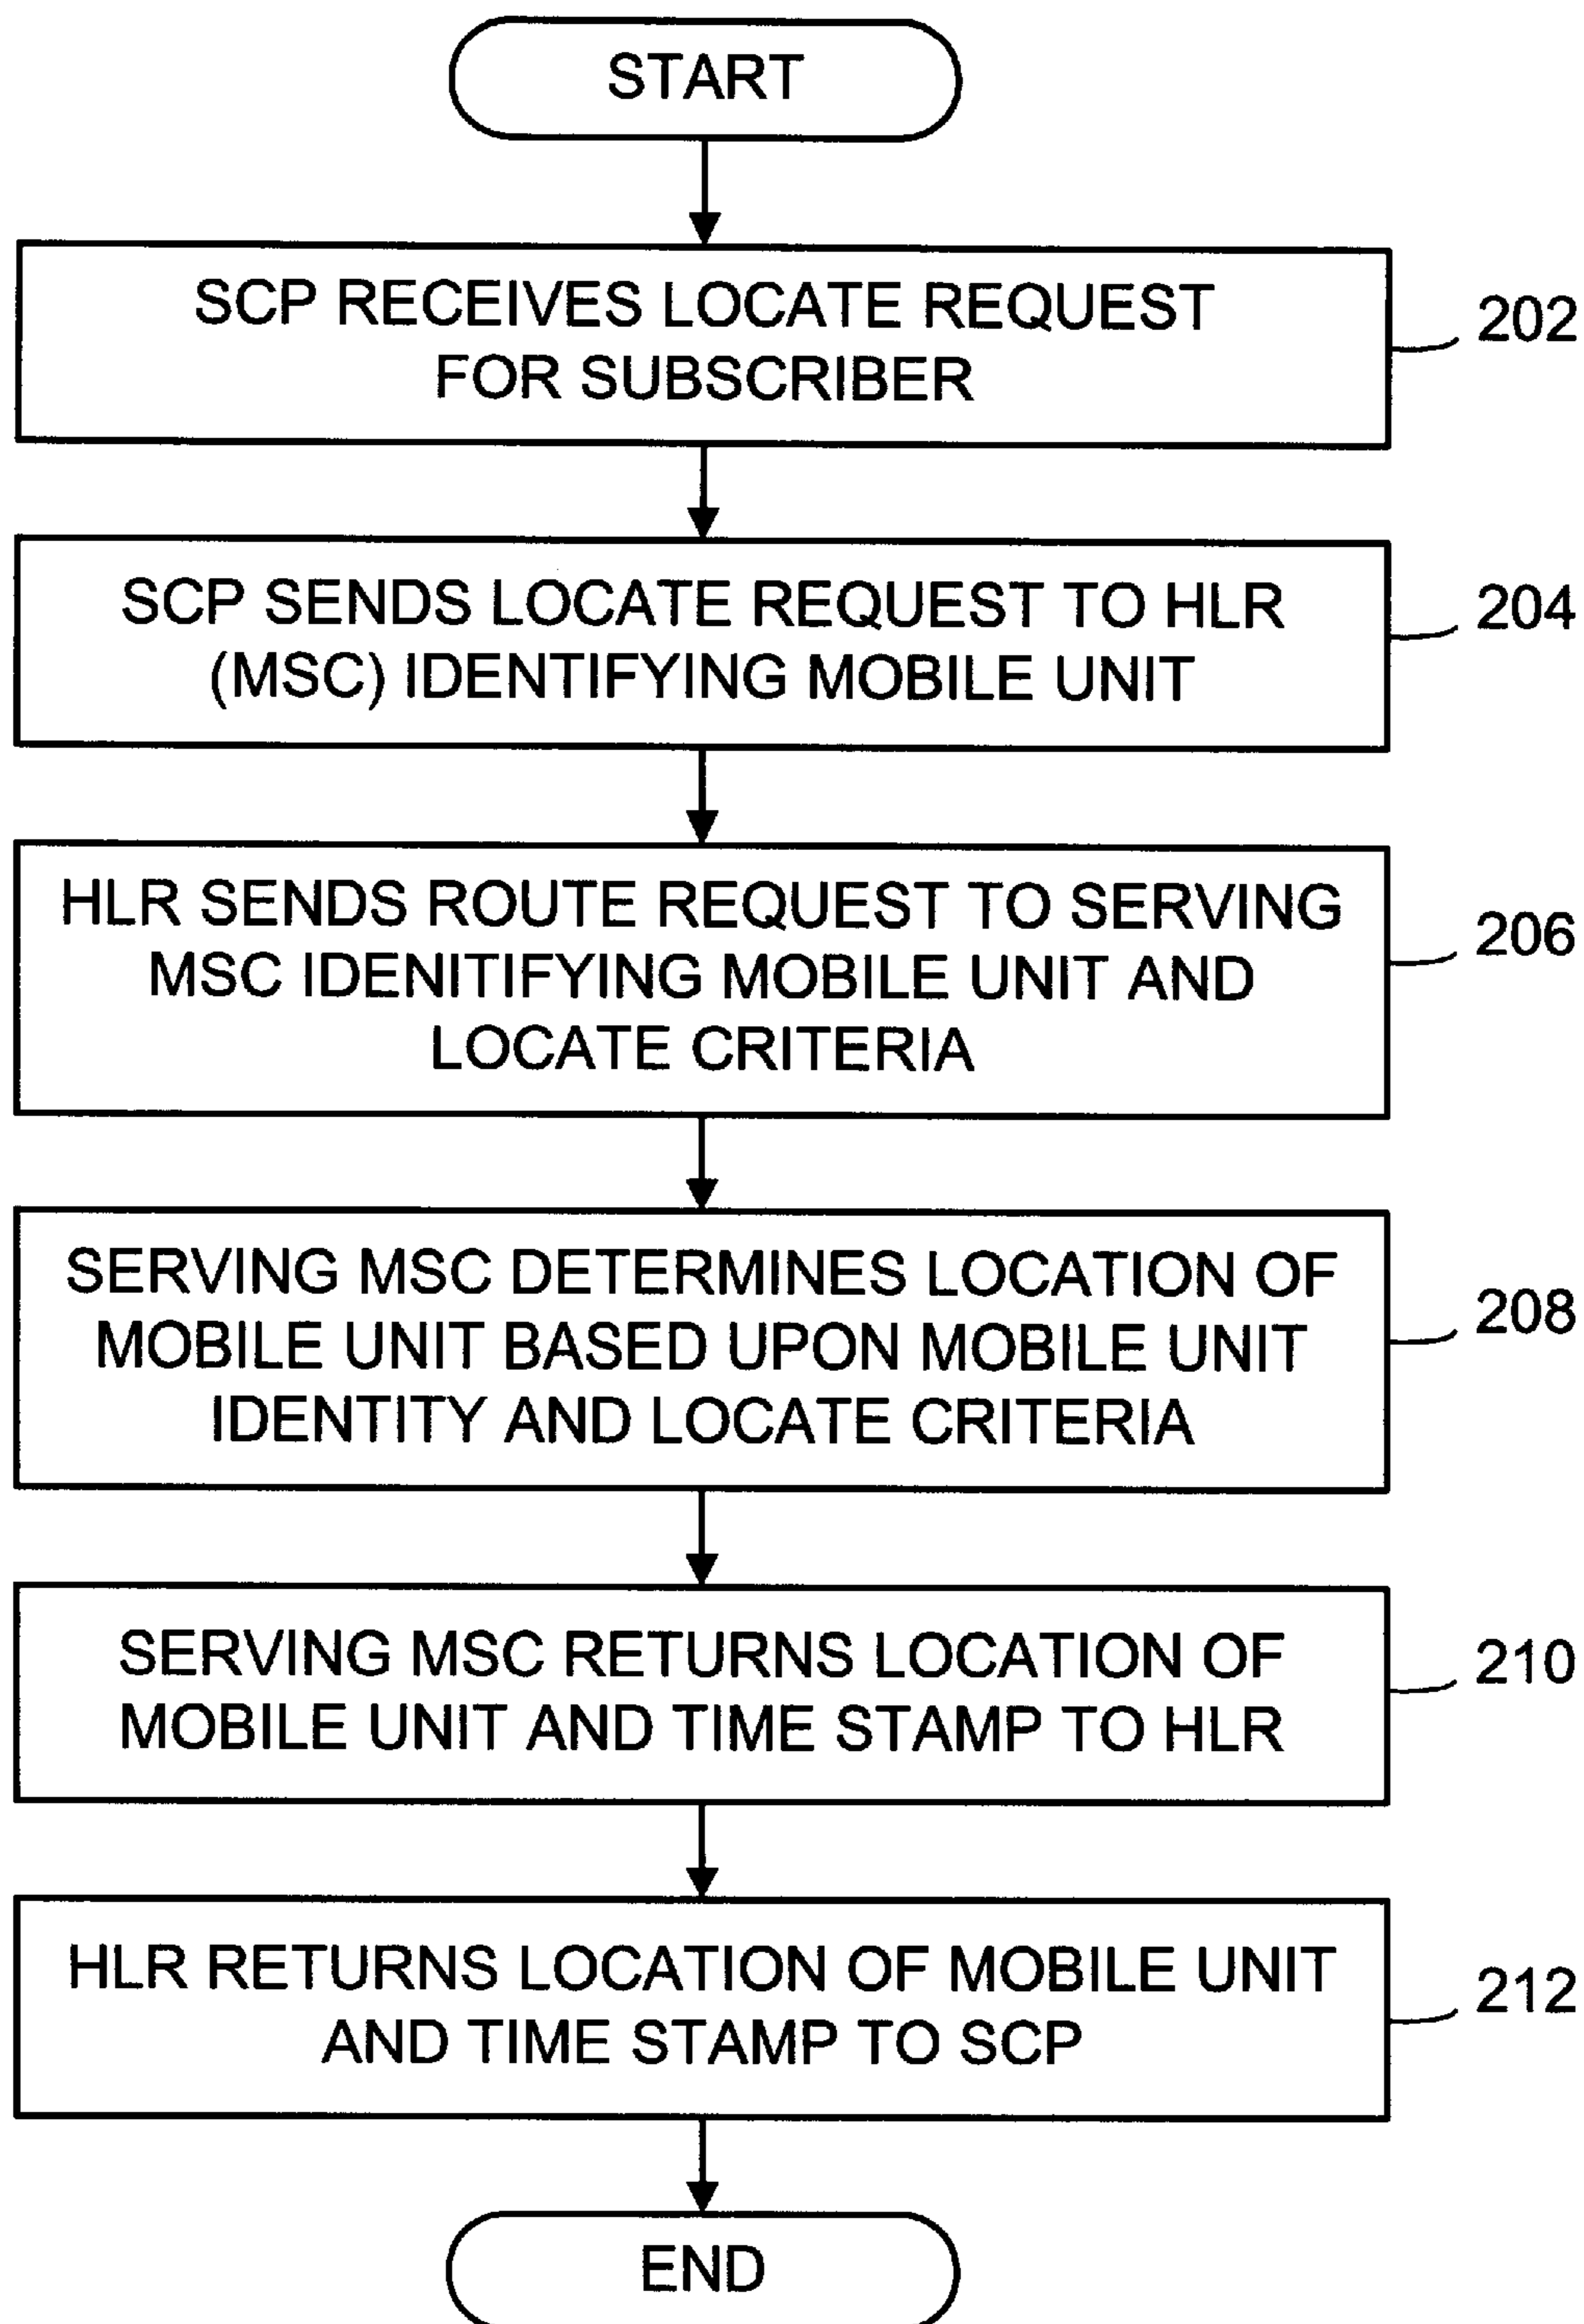 START
SCP RECEIVES LOCATE REQUEST
FOR SUBSCRIBER
202
SCP SENDS LOCATE REQUEST TO HLR
(MSC) IDENTIFYING MOBILE UNIT
204
HLR SENDS ROUTE REQUEST TO SERVING
MSC IDENITIFYING MOBILE UNIT AND
LOCATE CRITERIA
206
SERVING MSC DETERMINES LOCATION OF
MOBILE UNIT BASED UPON MOBILE UNIT
IDENTITY AND LOCATE CRITERIA
208
SERVING MSC RETURNS LOCATION OF
MOBILE UNIT AND TIME STAMP TO HLR
210
HLR RETURNS LOCATION OF MOBILE UNIT
AND TIME STAMP TO SCP
212
END